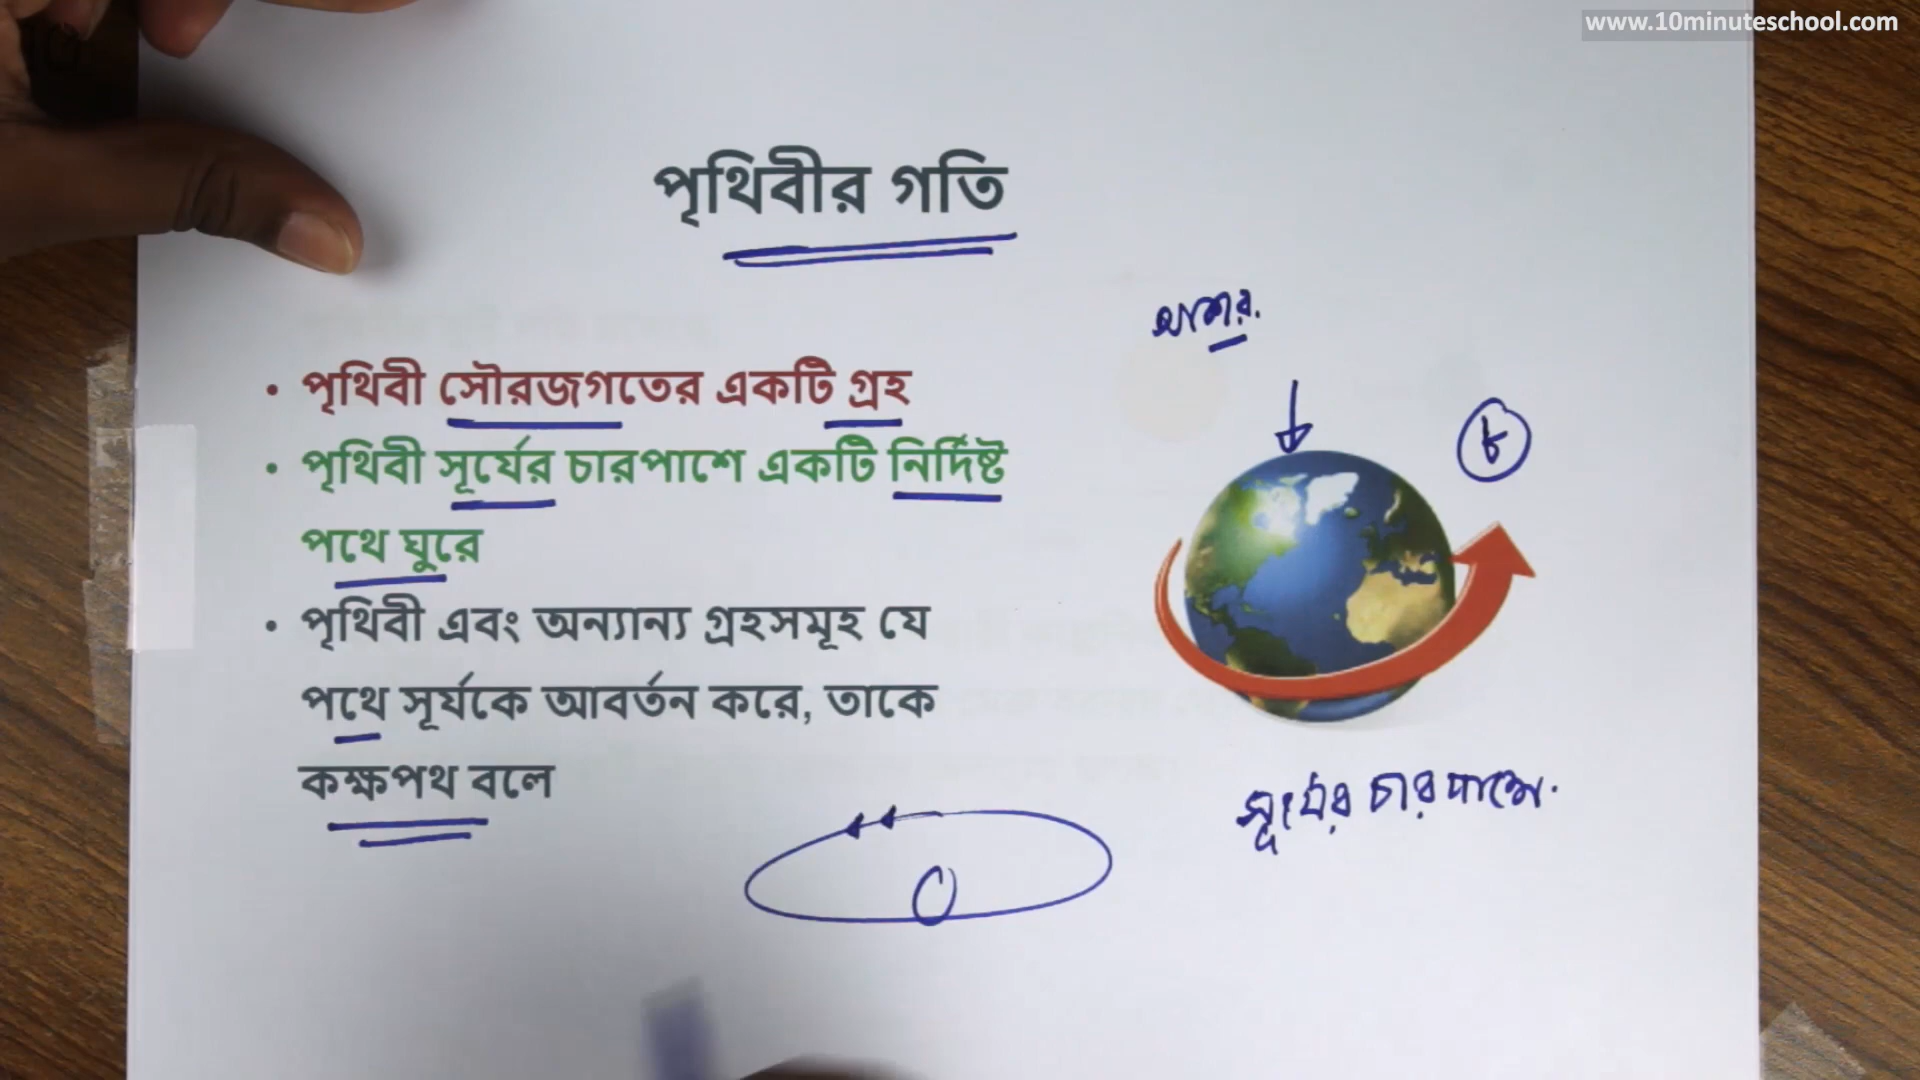 www.10minuteschool.com
পৃথিবীর গতি
• পৃথিবী সৌরজগতের একটি গ্রহ
• পৃথিবী সূর্যের চারপাশে একটি নির্দিষ্ট
পথে ঘুরে
• পৃথিবী এবং অন্যান্য গ্রহসমূহ যে
পথে সূর্যকে আবর্তন করে, তাকে
কক্ষপথ বলে
৮
সূর্যের চারপাশে.